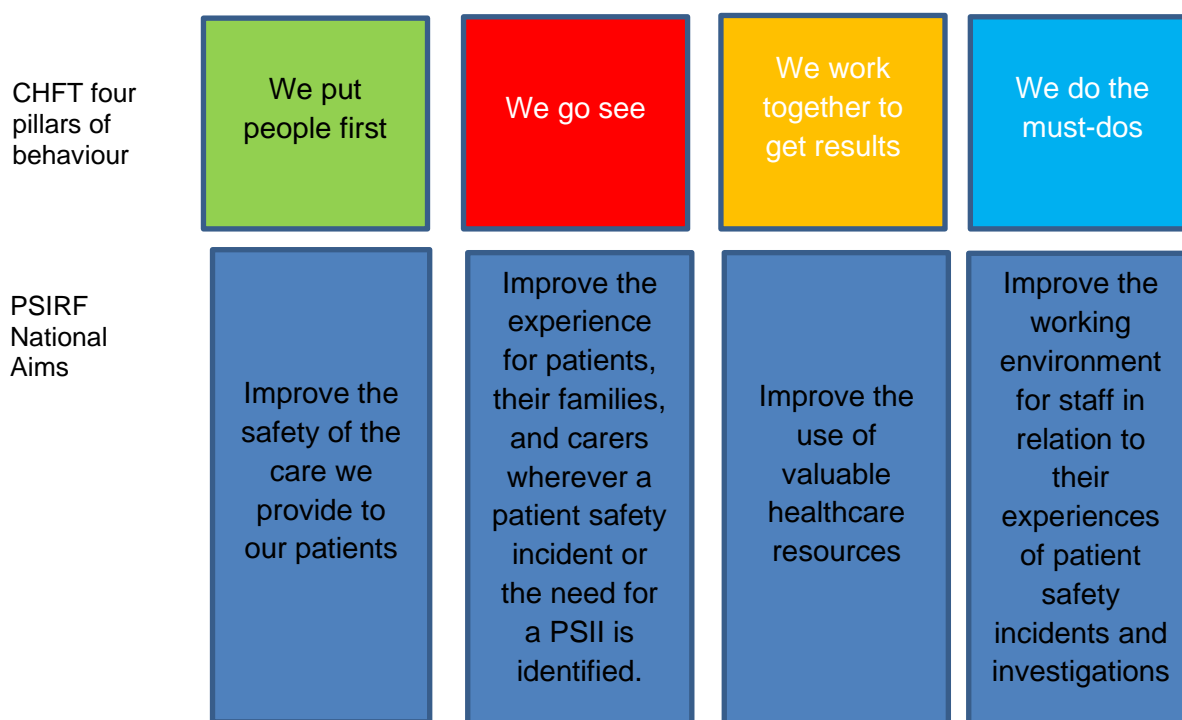 CHFT four
pillars of
behaviour
We put
people first
We go see
We work
together to
get results
We do the
must-dos
PSIRF
National
Aims
Improve the
safety of the
care we
provide to
our patients
Improve the
experience
for patients,
their families,
and carers
wherever a
patient safety
incident or
the need for
a PSII is
identified.
Improve the
use of
valuable
healthcare
resources
Improve the
working
environment
for staff in
relation to
their
experiences
of patient
safety
incidents and
investigations